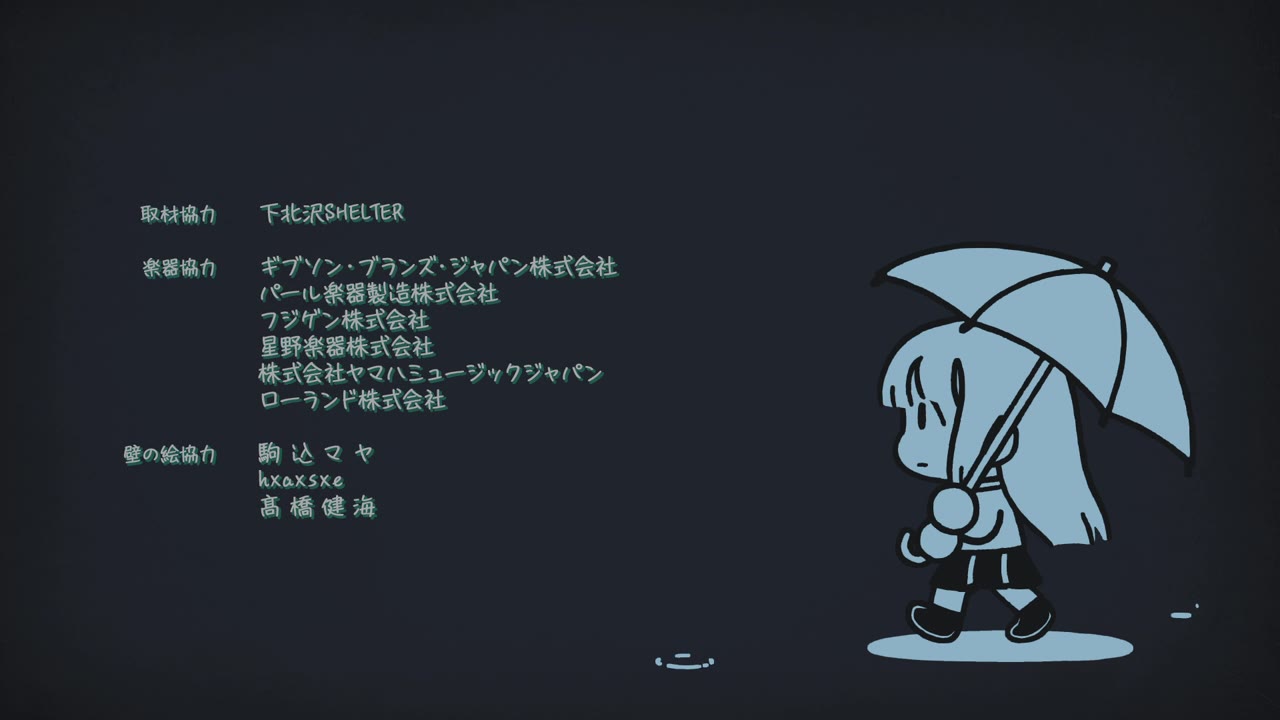 取材協力 下北沢SHELTER
楽器協力 ギブソン・ブランズ・ジャパン株式会社
パール楽器製造株式会社
フジゲン株式会社
星野楽器株式会社
株式会社ヤマハミュージックジャパン
ローランド株式会社
壁の絵協力 駒込マヤ
hxaxsxe
髙橋健海